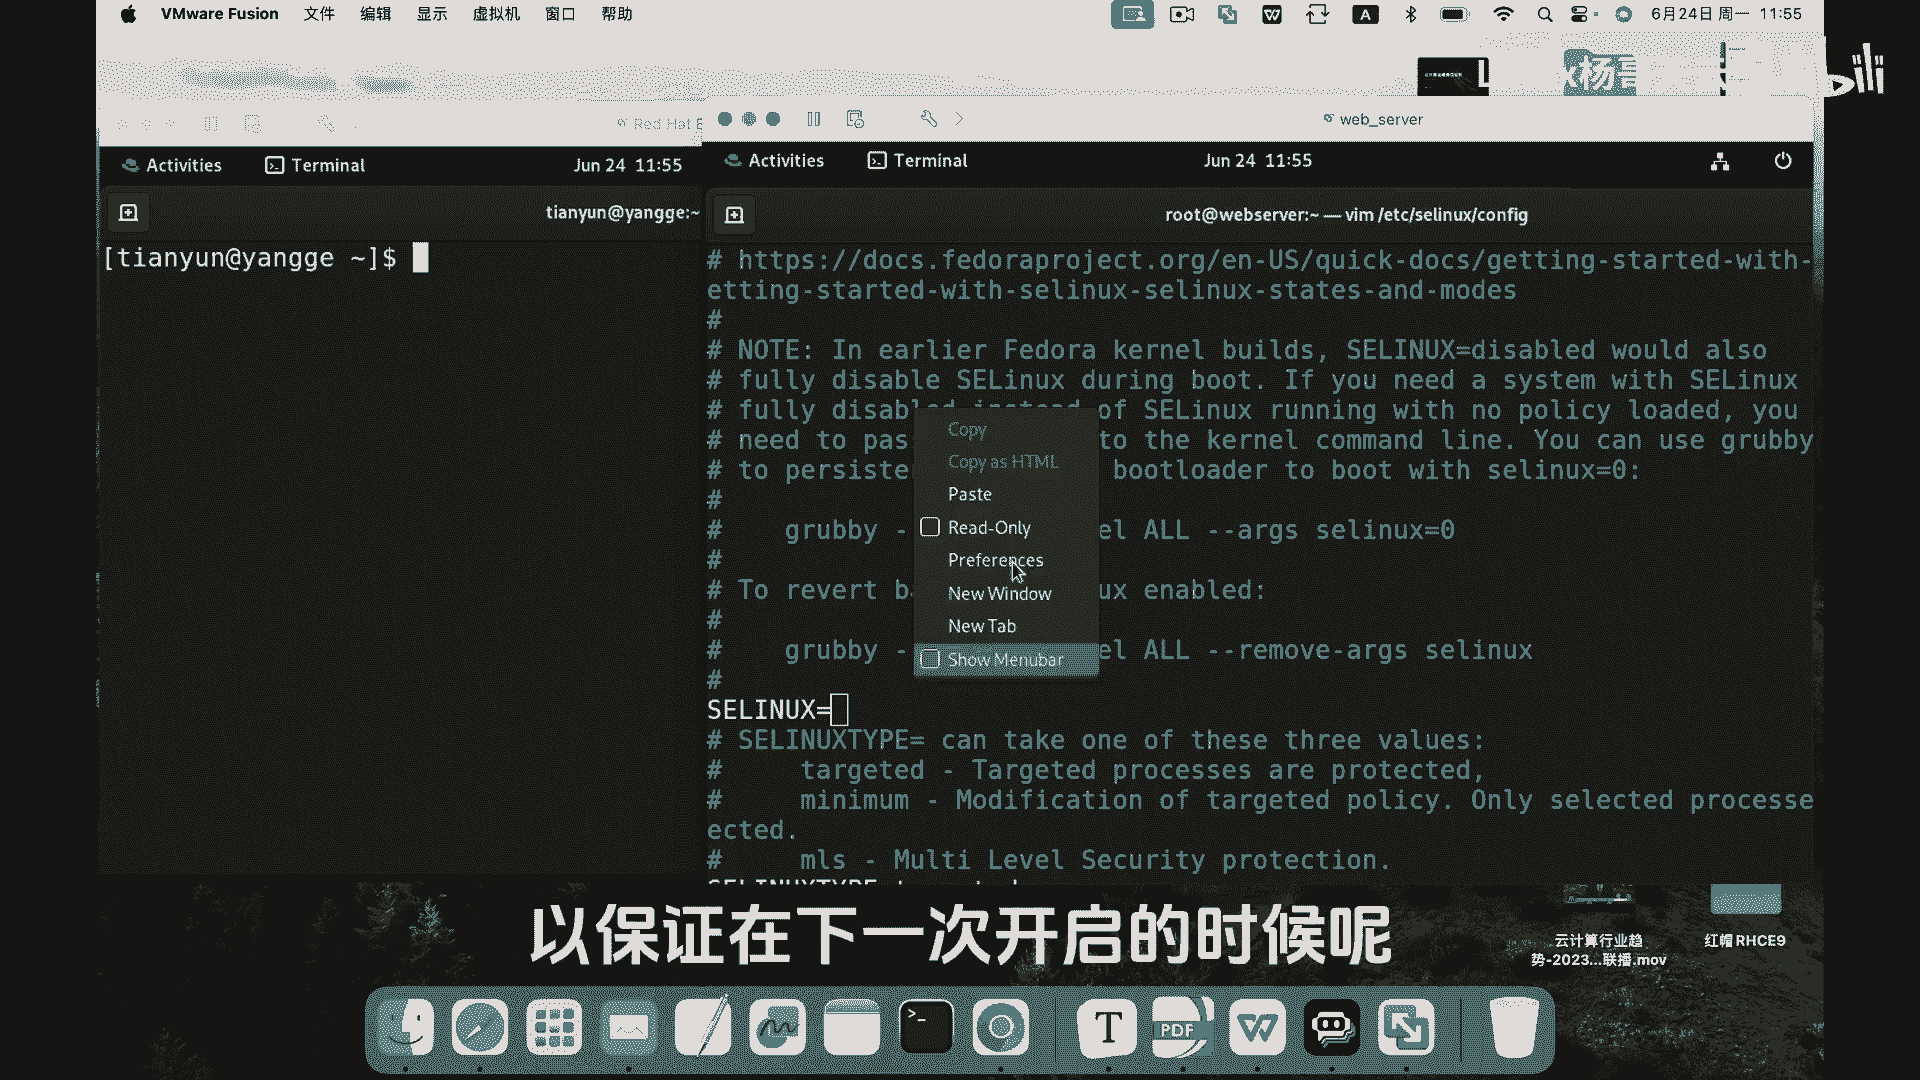 VMware Fusion 文件 编辑 显示 虚拟机 窗口 帮助 6月24日 周一 11:55
Red Hat
web_server
Activities Terminal Jun 24 11:55
tianyun@yangge:~
[tianyun@yangge ~]$
Activities Terminal Jun 24 11:55
root@webserver:~ — vim /etc/selinux/config
# https://docs.fedoraproject.org/en-US/quick-docs/getting-started-with-
etting-started-with-selinux-selinux-states-and-modes
#
# NOTE: In earlier Fedora kernel builds, SELINUX=disabled would also
# fully disable SELinux during boot. If you need a system with SELinux
# fully disabled instead of SELinux running with no policy loaded, you
# need to pas to the kernel command line. You can use grubby
# to persiste bootloader to boot with selinux=0:
#
# grubby - el ALL --args selinux=0
#
# To revert ba ux enabled:
#
# grubby - el ALL --remove-args selinux
#
SELINUX=
# SELINUXTYPE= can take one of these three values:
# targeted - Targeted processes are protected,
# minimum - Modification of targeted policy. Only selected processe
ected.
# mls - Multi Level Security protection.
Copy
Copy as HTML
Paste
Read-Only
Preferences
New Window
New Tab
Show Menubar
以保证在下一次开启的时候呢
云计算行业趋
势-2023...联播.mov
红帽 RHCE9
PDF